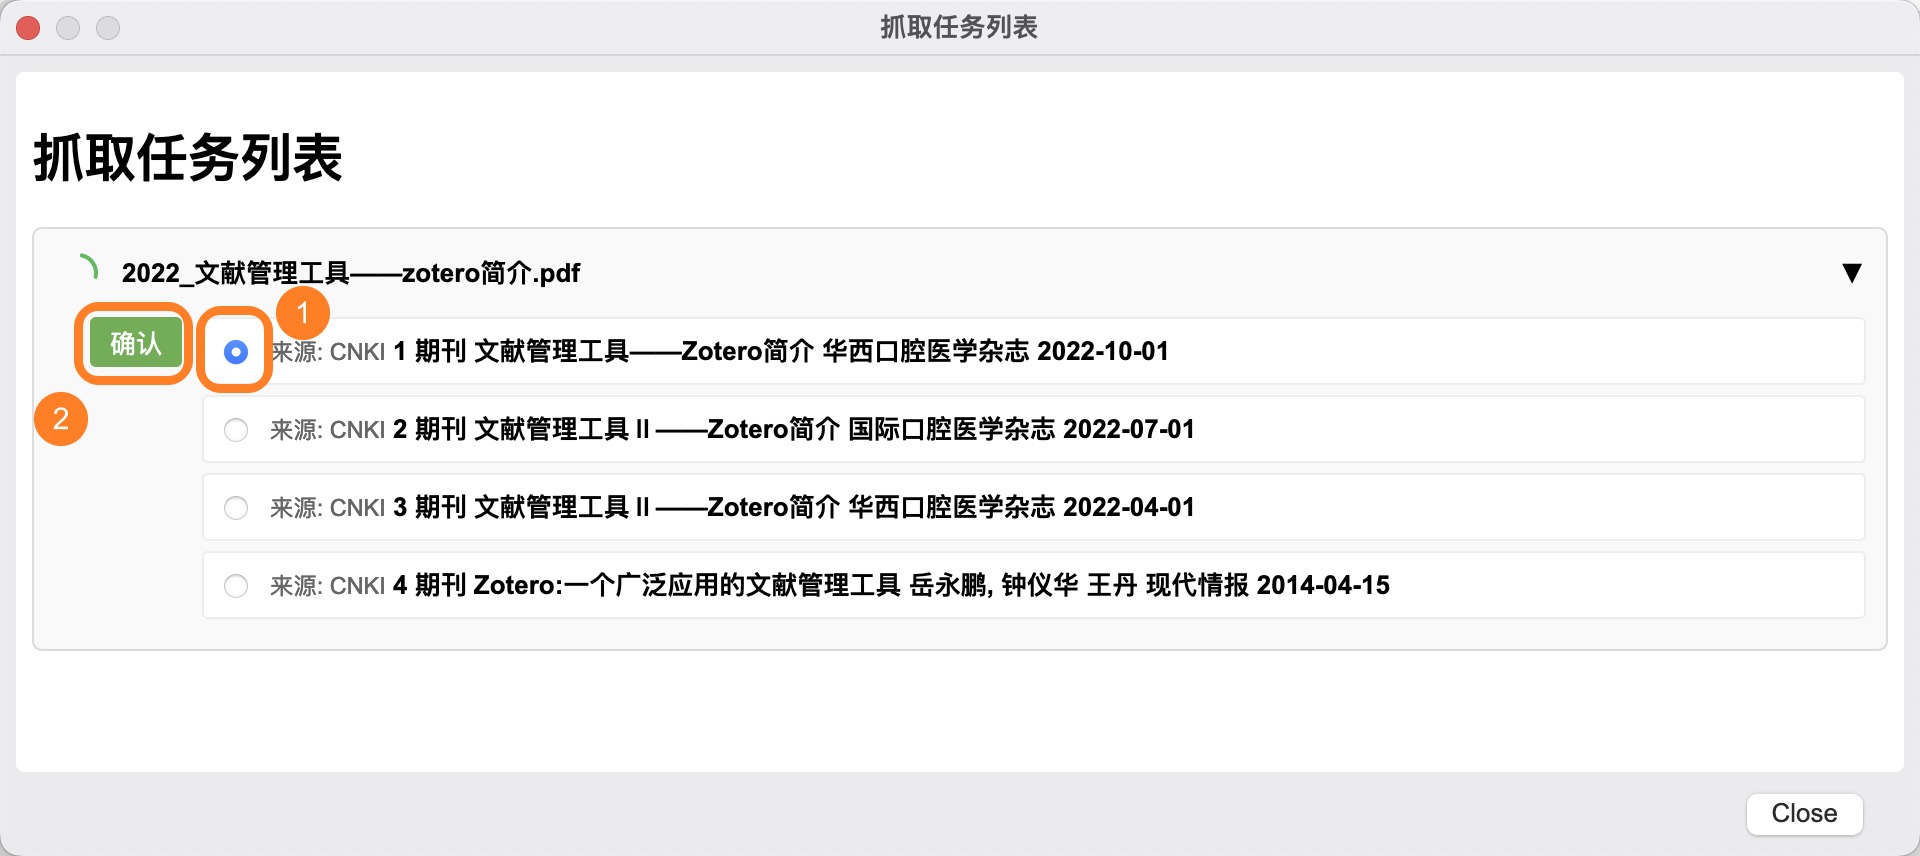 抓取任务列表
抓取任务列表
2022_文献管理工具——zotero简介.pdf
▼
1
确认
来源: CNKI 1 期刊 文献管理工具——Zotero简介 华西口腔医学杂志 2022-10-01
2
来源: CNKI 2 期刊 文献管理工具Ⅱ——Zotero简介 国际口腔医学杂志 2022-07-01
来源: CNKI 3 期刊 文献管理工具Ⅱ——Zotero简介 华西口腔医学杂志 2022-04-01
来源: CNKI 4 期刊 Zotero:一个广泛应用的文献管理工具 岳永鹏, 钟仪华 王丹 现代情报 2014-04-15
Close